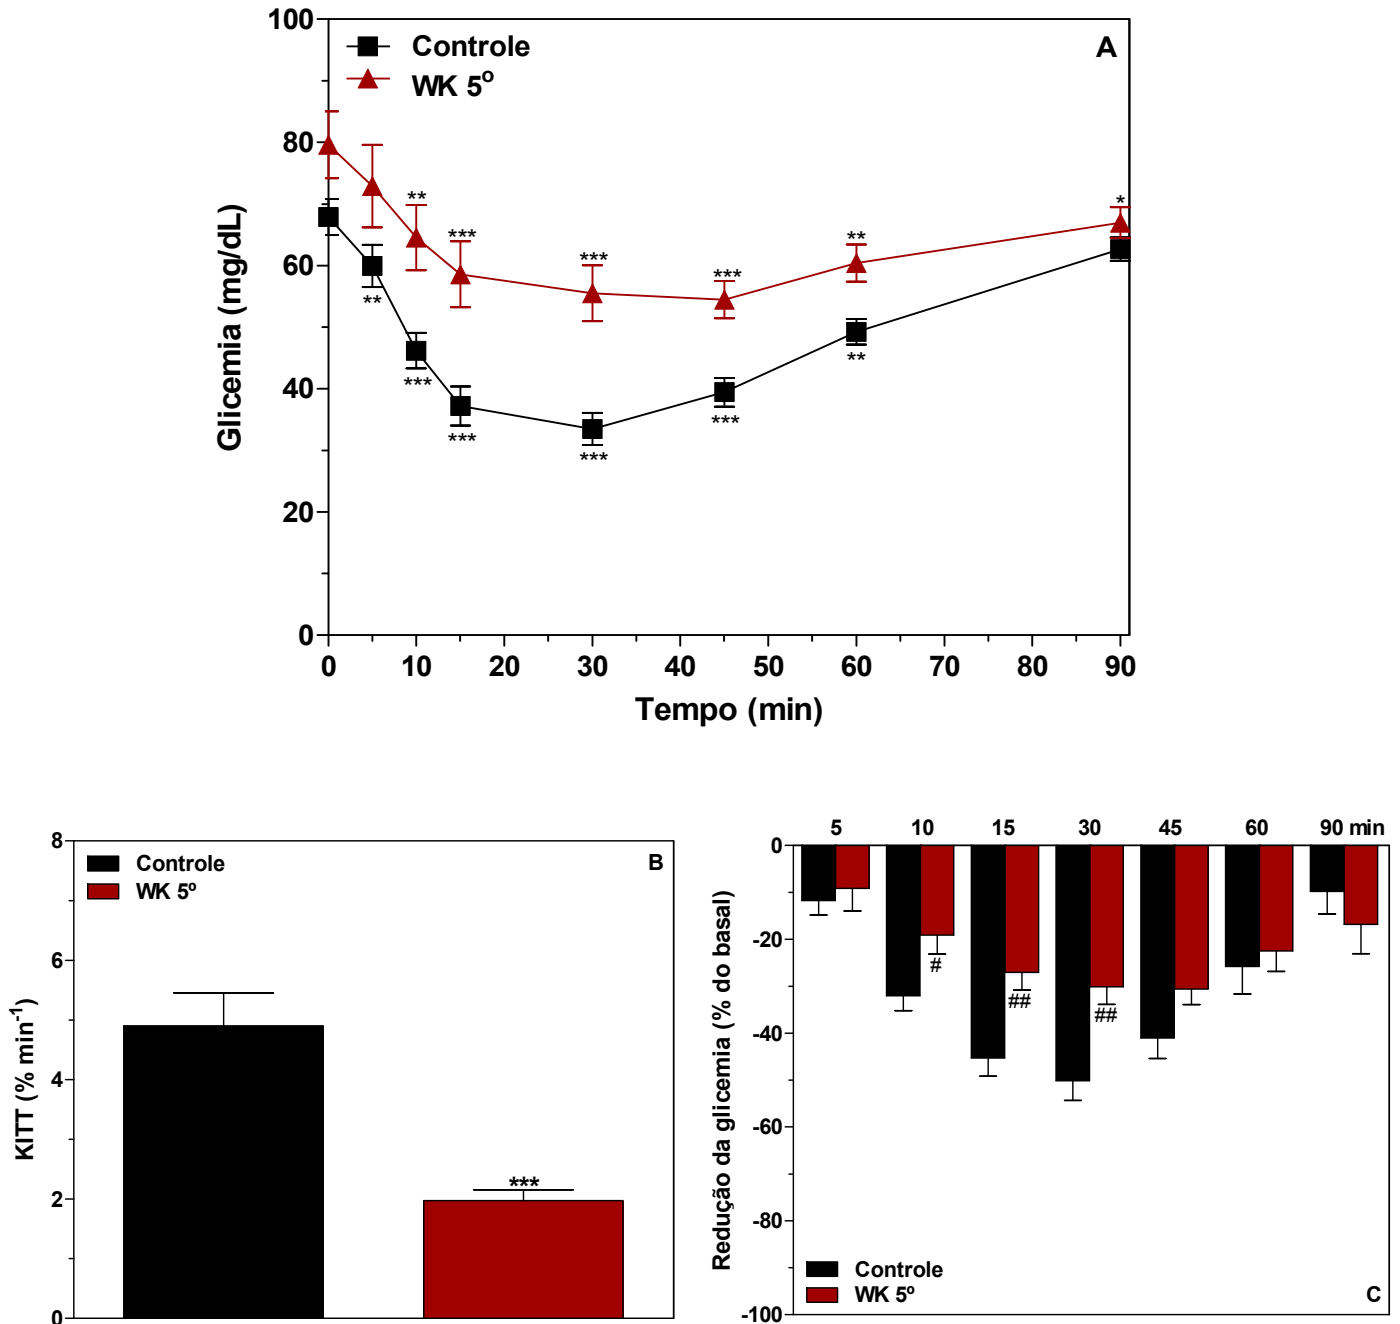 100
Controle
A
WK 5º
80
60
40
20
0
** *** *** *** ** *
** *** *** *** *** **
0 10 20 30 40 50 60 70 80 90
Glicemia (mg/dL)
Tempo (min)
8
Controle
B
WK 5º
6
4
2
0
***
KITT (% min-1)
5 10 15 30 45 60 90 min
0
-20
-40
-60
-80
-100
# ## ##
Redução da glicemia (% do basal)
Controle
WK 5º
C